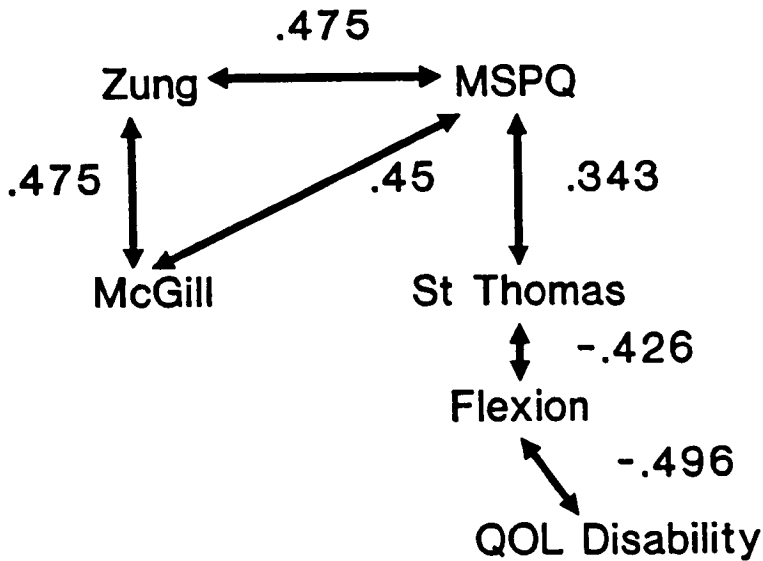 .475
Zung
MSPQ
.475
.45
.343
McGill
St Thomas
-.426
Flexion
-.496
QOL Disability